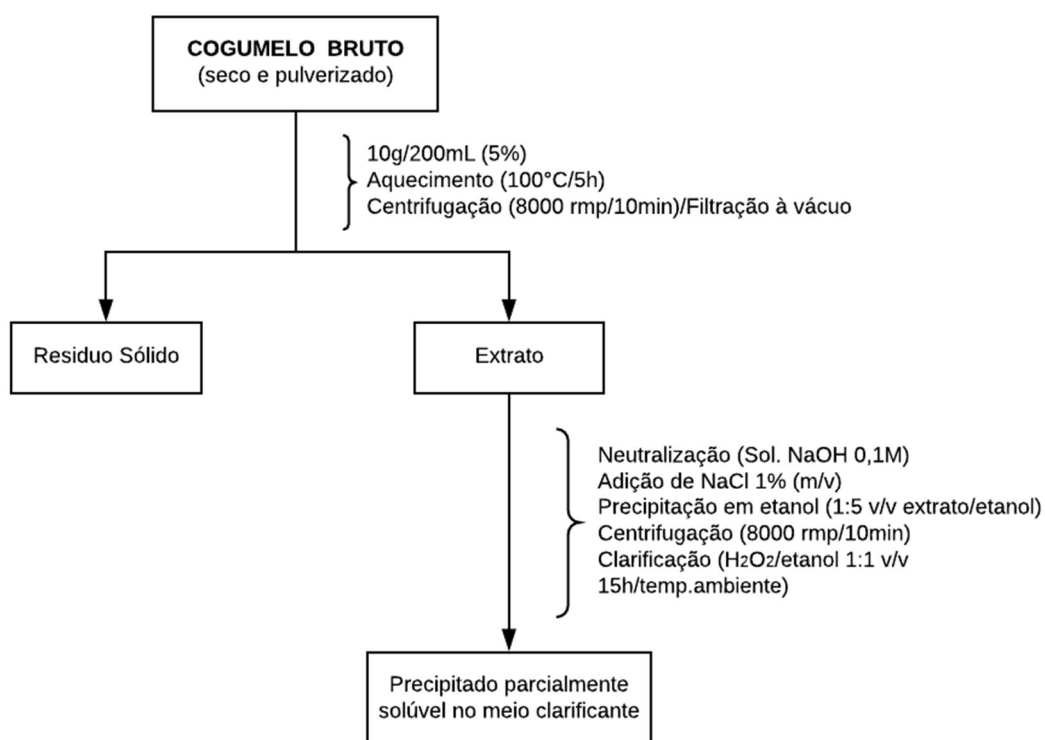 COGUMELO BRUTO
(seco e pulverizado)
10g/200mL (5%)
Aquecimento (100°C/5h)
Centrifugação (8000 rmp/10min)/Filtração à vácuo
Residuo Sólido
Extrato
Neutralização (Sol. NaOH 0,1M)
Adição de NaCl 1% (m/v)
Precipitação em etanol (1:5 v/v extrato/etanol)
Centrifugação (8000 rmp/10min)
Clarificação (H2O2/etanol 1:1 v/v
15h/temp.ambiente)
Precipitado parcialmente
solúvel no meio clarificante